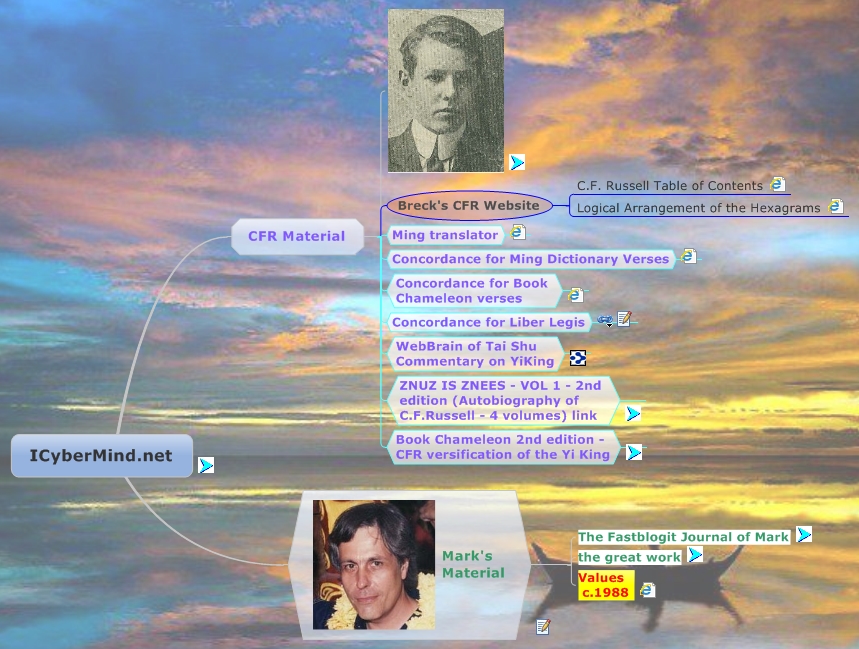 C.F. Russell Table of Contents
Breck's CFR Website
Logical Arrangement of the Hexagrams
CFR Material
Ming translator
Concordance for Ming Dictionary Verses
Concordance for Book
Chameleon verses
Concordance for Liber Legis
WebBrain of Tai Shu
Commentary on YiKing
ZNUZ IS ZNEES - VOL 1 - 2nd
edition (Autobiography of
C.F.Russell - 4 volumes) link
Book Chameleon 2nd edition -
CFR versification of the Yi King
ICyberMind.net
Mark's
Material
The Fastblogit Journal of Mark
the great work
Values
c.1988